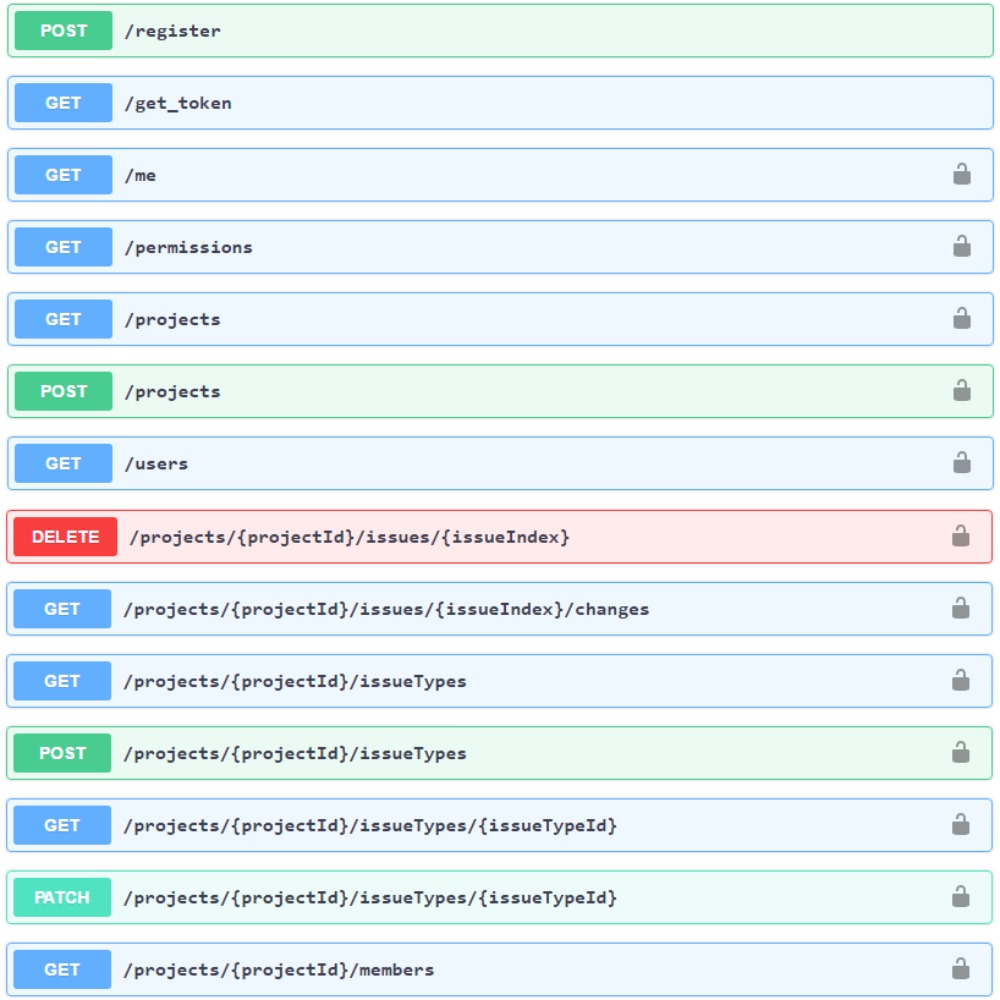 POST /register
GET /get_token
GET /me
GET /permissions
GET /projects
POST /projects
GET /users
DELETE /projects/{projectId}/issues/{issueIndex}
GET /projects/{projectId}/issues/{issueIndex}/changes
GET /projects/{projectId}/issueTypes
POST /projects/{projectId}/issueTypes
GET /projects/{projectId}/issueTypes/{issueTypeId}
PATCH /projects/{projectId}/issueTypes/{issueTypeId}
GET /projects/{projectId}/members